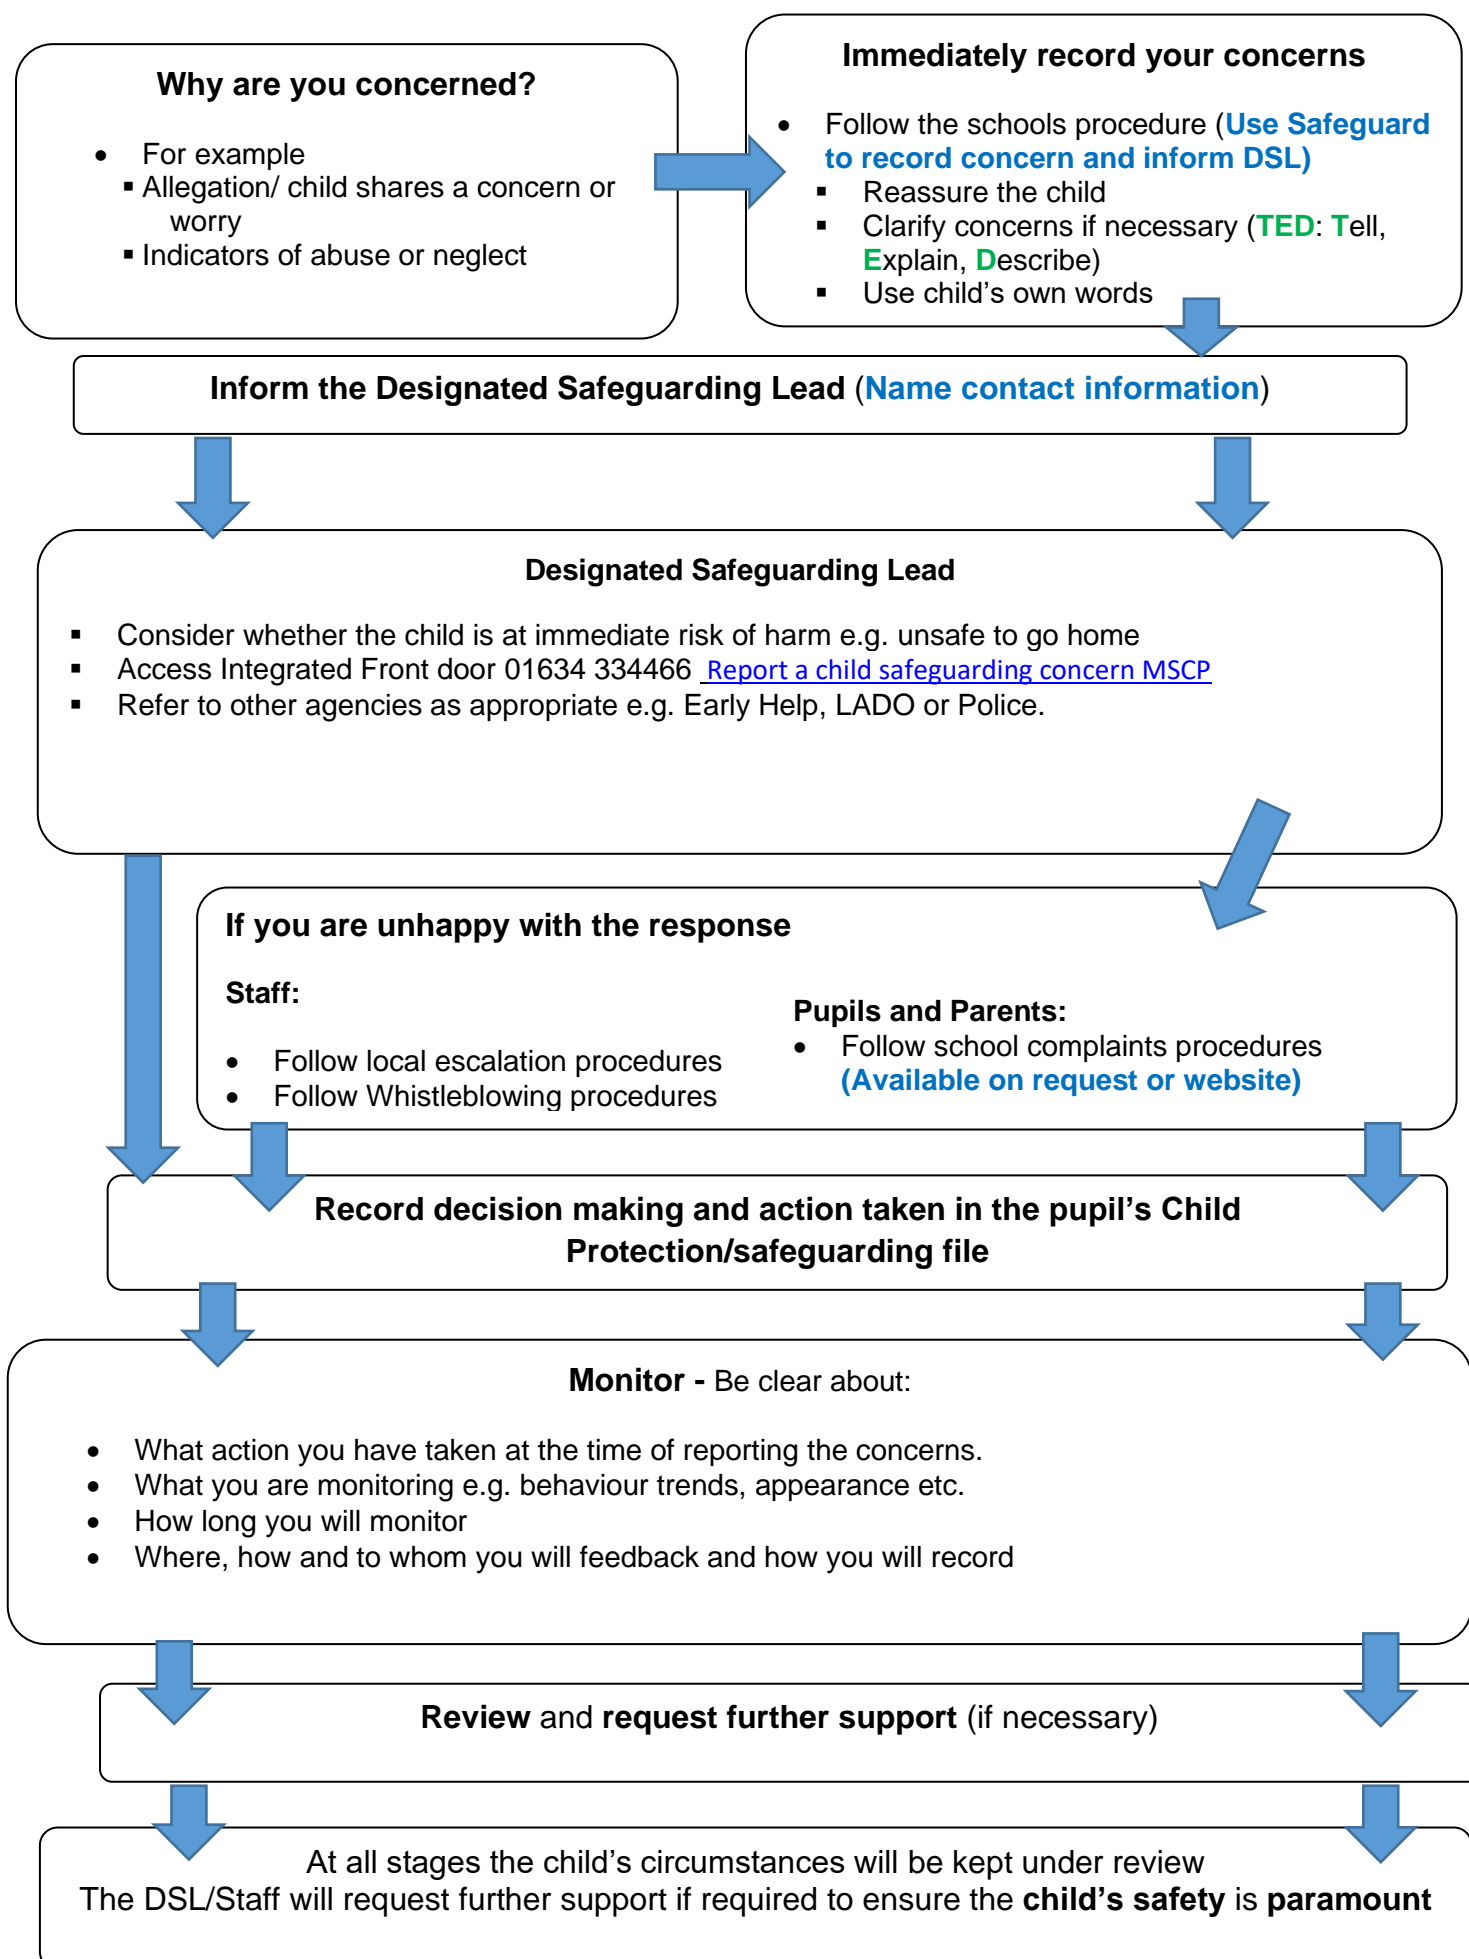 Why are you concerned?
• For example
▪ Allegation/ child shares a concern or
worry
▪ Indicators of abuse or neglect
Immediately record your concerns
• Follow the schools procedure (Use Safeguard
to record concern and inform DSL)
▪ Reassure the child
▪ Clarify concerns if necessary (TED: Tell,
Explain, Describe)
▪ Use child’s own words
Inform the Designated Safeguarding Lead (Name contact information)
Designated Safeguarding Lead
▪ Consider whether the child is at immediate risk of harm e.g. unsafe to go home
▪ Access Integrated Front door 01634 334466 Report a child safeguarding concern MSCP
▪ Refer to other agencies as appropriate e.g. Early Help, LADO or Police.
If you are unhappy with the response
Staff:
• Follow local escalation procedures
• Follow Whistleblowing procedures
Pupils and Parents:
• Follow school complaints procedures
(Available on request or website)
Record decision making and action taken in the pupil’s Child
Protection/safeguarding file
Monitor - Be clear about:
• What action you have taken at the time of reporting the concerns.
• What you are monitoring e.g. behaviour trends, appearance etc.
• How long you will monitor
• Where, how and to whom you will feedback and how you will record
Review and request further support (if necessary)
At all stages the child’s circumstances will be kept under review
The DSL/Staff will request further support if required to ensure the child’s safety is paramount